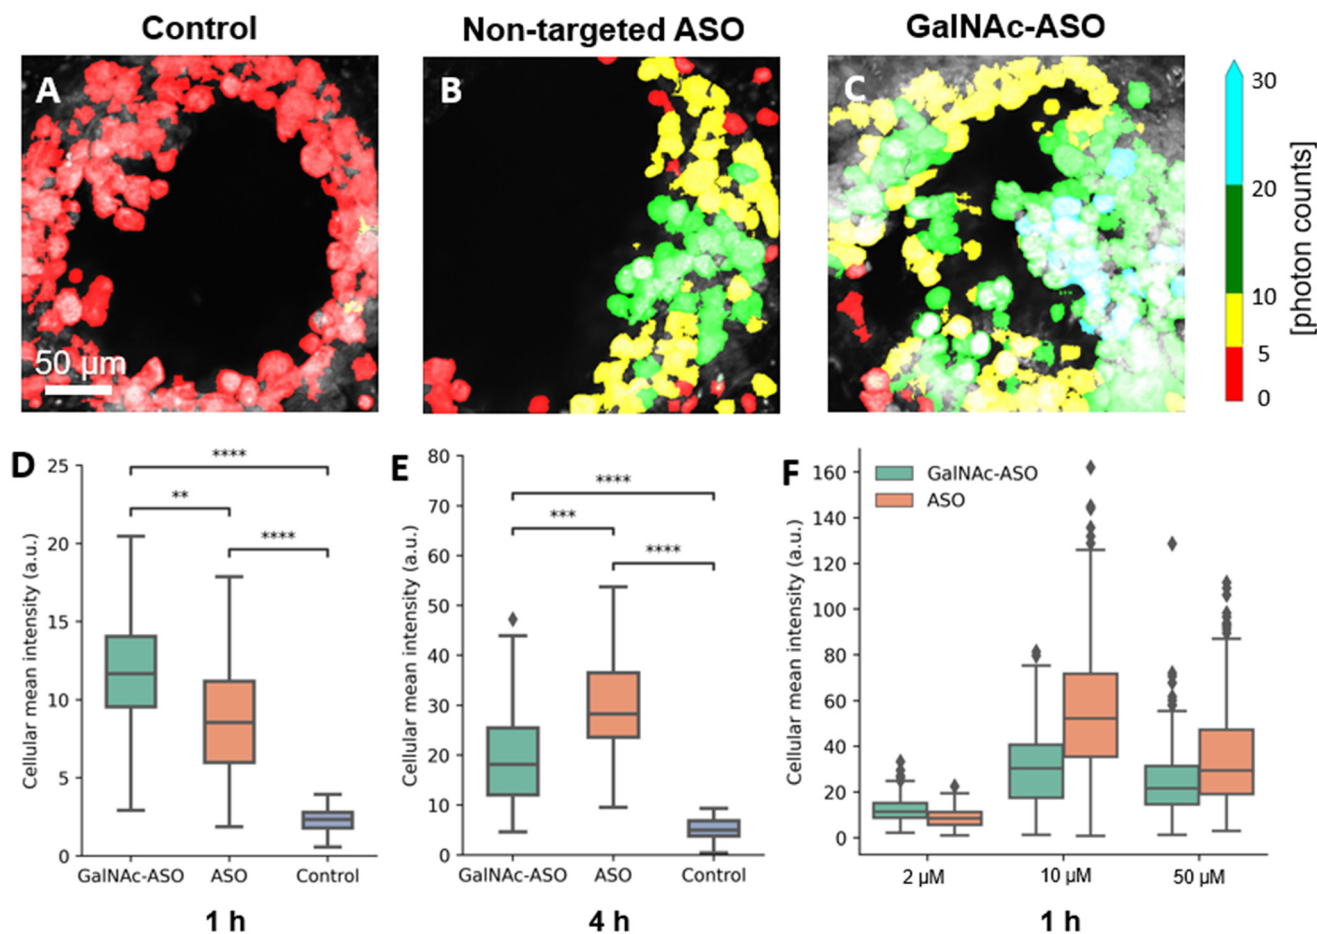 Control
Non-targeted ASO
GalNAc-ASO
A
50 µm
B
C
30
20
10
5
0
[photon counts]
D
25
20
15
10
5
0
Cellular mean intensity (a.u.)
****
**
****
GalNAc-ASO
ASO
Control
1 h
E
80
70
60
50
40
30
20
10
0
Cellular mean intensity (a.u.)
****
***
****
GalNAc-ASO
ASO
Control
4 h
F
160
140
120
100
80
60
40
20
0
Cellular mean intensity (a.u.)
GalNAc-ASO
ASO
2 µM
10 µM
50 µM
1 h